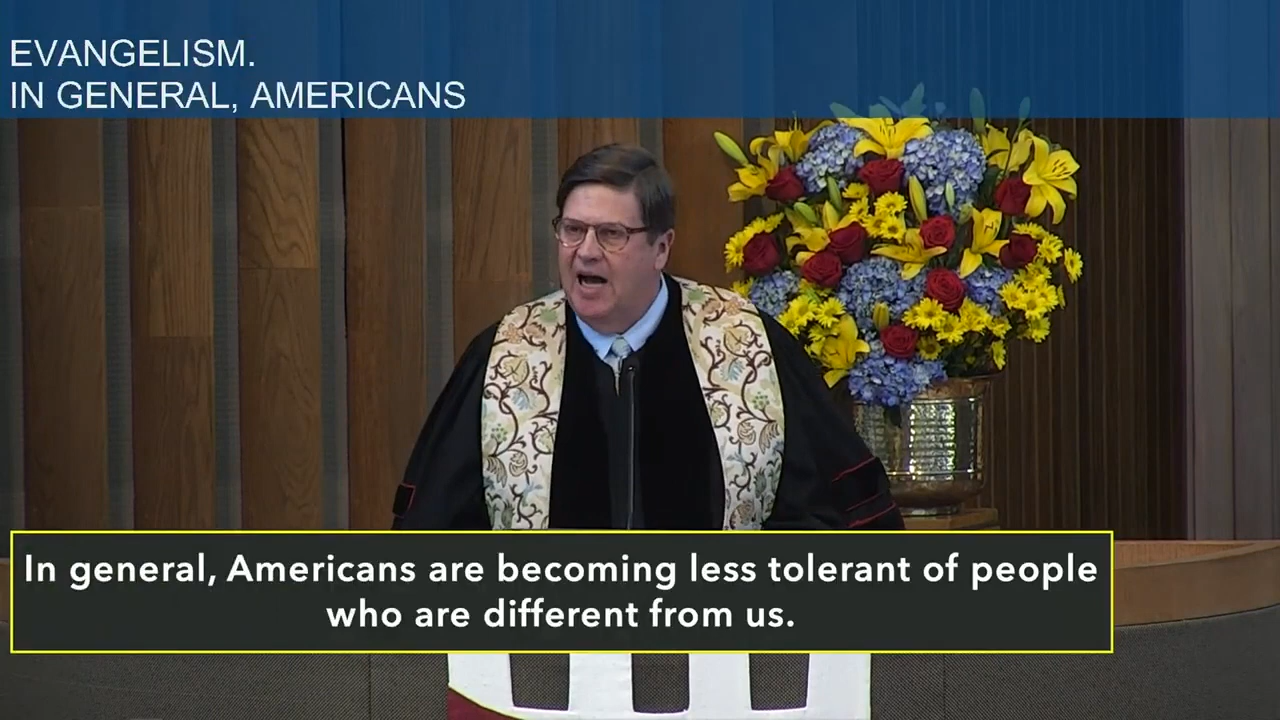 EVANGELISM.
IN GENERAL, AMERICANS
In general, Americans are becoming less tolerant of people
who are different from us.